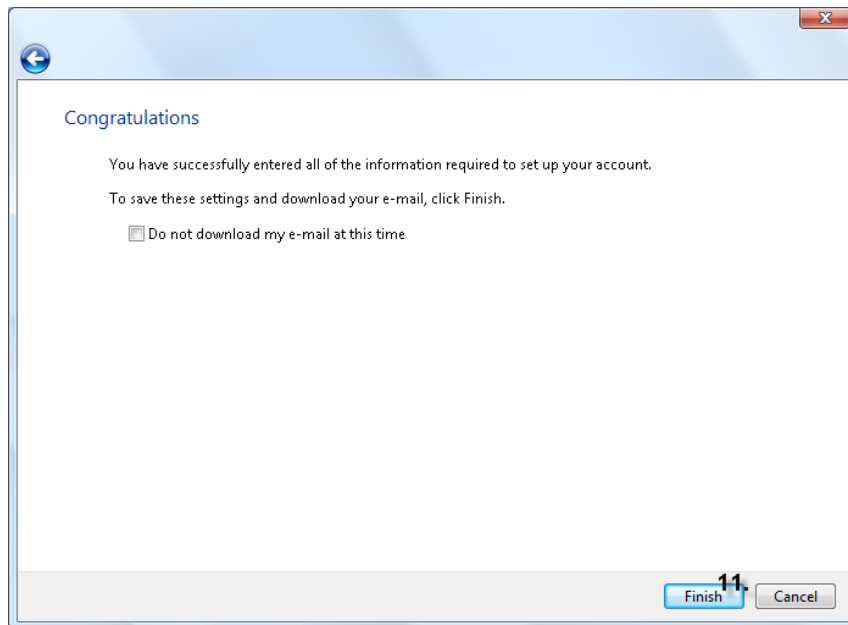 Congratulations
You have successfully entered all of the information required to set up your account.
To save these settings and download your e-mail, click Finish.
Do not download my e-mail at this time
Finish 11. Cancel